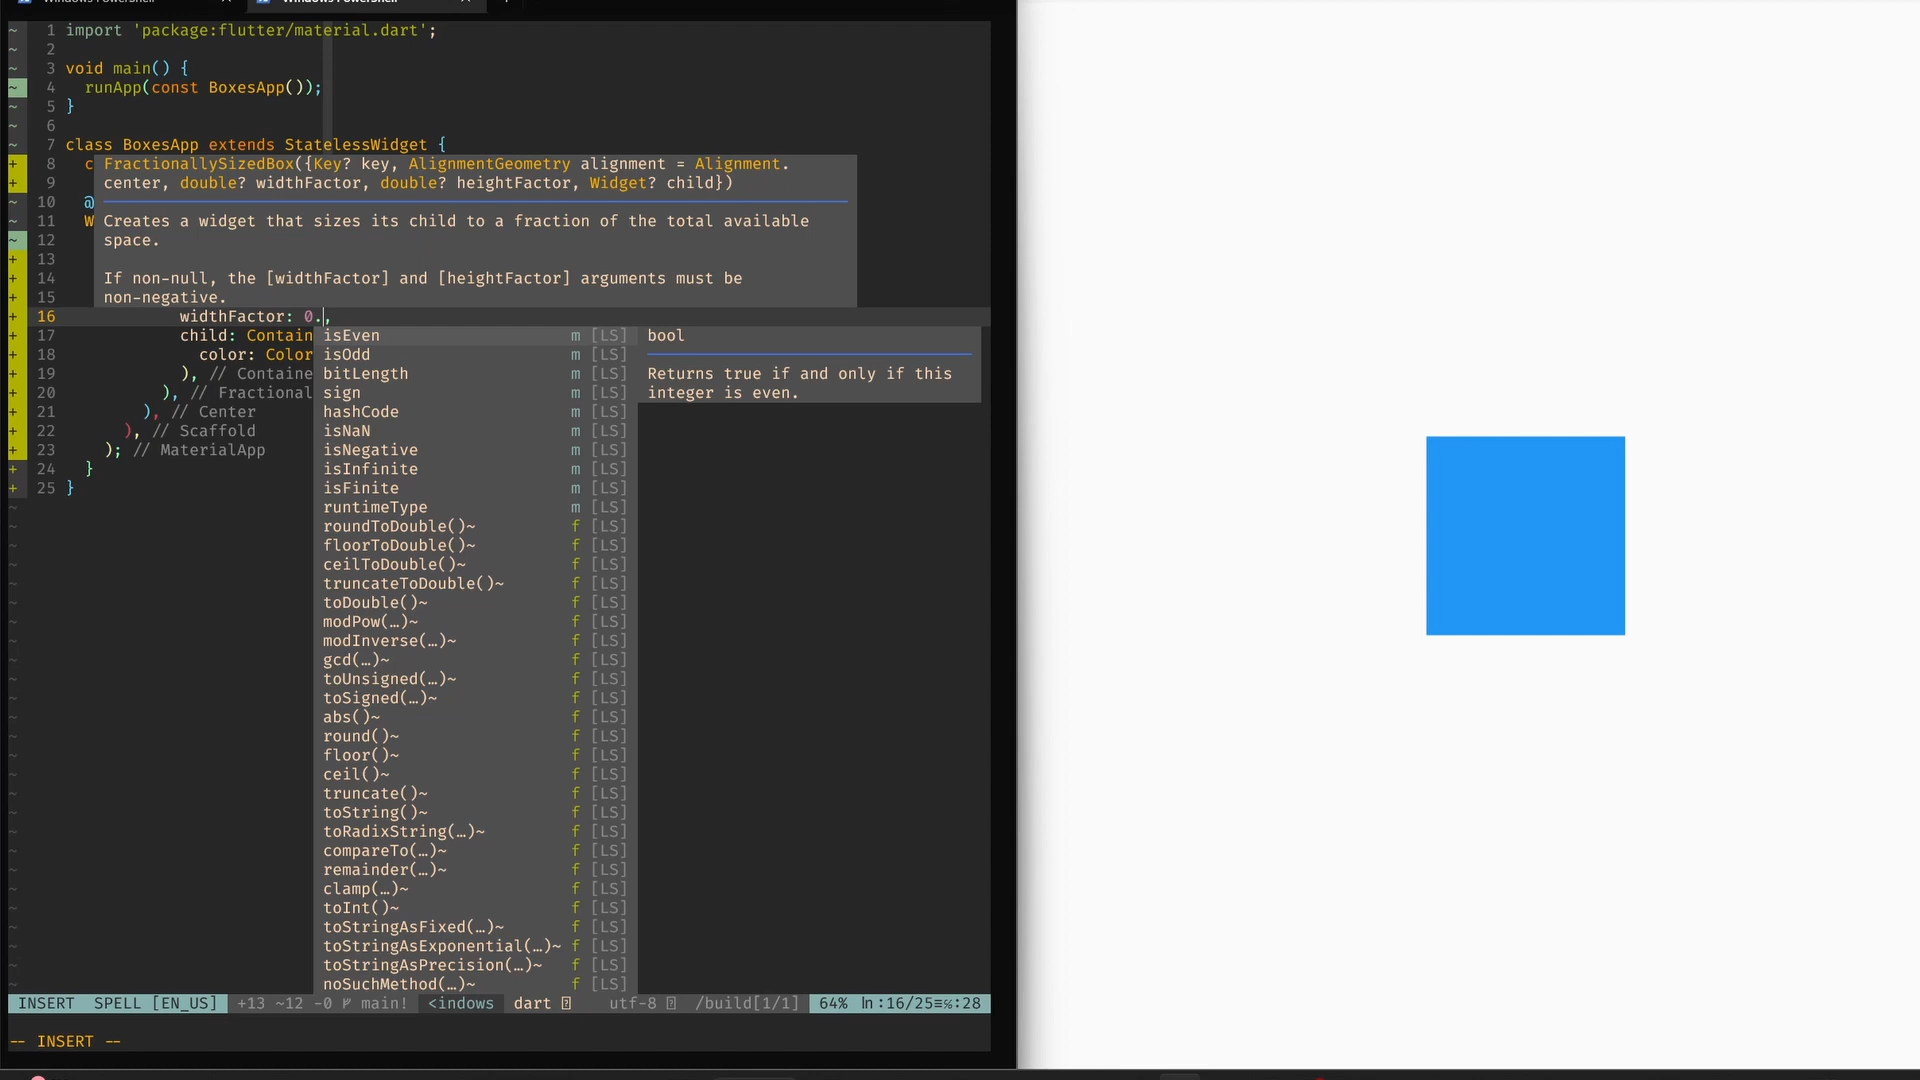 Windows PowerShell Windows PowerShell
1 import 'package:flutter/material.dart';
2
3 void main() {
4 runApp(const BoxesApp());
5 }
6
7 class BoxesApp extends StatelessWidget {
8 c FractionallySizedBox({Key? key, AlignmentGeometry alignment = Alignment.
9 center, double? widthFactor, double? heightFactor, Widget? child})
10 @
11 W Creates a widget that sizes its child to a fraction of the total available
12 space.
13
14 If non-null, the [widthFactor] and [heightFactor] arguments must be
15 non-negative.
16 widthFactor: 0.,
17 child: Contain isEven m [LS] bool
18 color: Color isOdd m [LS]
19 ), // Containe bitLength m [LS] Returns true if and only if this
20 ), // Fractional sign m [LS] integer is even.
21 ), // Center hashCode m [LS]
22 ), // Scaffold isNaN m [LS]
23 ); // MaterialApp isNegative m [LS]
24 } isInfinite m [LS]
25 } isFinite m [LS]
runtimeType m [LS]
roundToDouble()~ f [LS]
floorToDouble()~ f [LS]
ceilToDouble()~ f [LS]
truncateToDouble()~ f [LS]
toDouble()~ f [LS]
modPow(…)~ f [LS]
modInverse(…)~ f [LS]
gcd(…)~ f [LS]
toUnsigned(…)~ f [LS]
toSigned(…)~ f [LS]
abs()~ f [LS]
round()~ f [LS]
floor()~ f [LS]
ceil()~ f [LS]
truncate()~ f [LS]
toString()~ f [LS]
toRadixString(…)~ f [LS]
compareTo(…)~ f [LS]
remainder(…)~ f [LS]
clamp(…)~ f [LS]
toInt()~ f [LS]
toStringAsFixed(…)~ f [LS]
toStringAsExponential(…)~ f [LS]
toStringAsPrecision(…)~ f [LS]
noSuchMethod(…)~ f [LS]
INSERT SPELL [EN_US] +13 ~12 -0 main! <indows dart utf-8 /build[1/1] 64% ln:16/25≡%:28
-- INSERT --